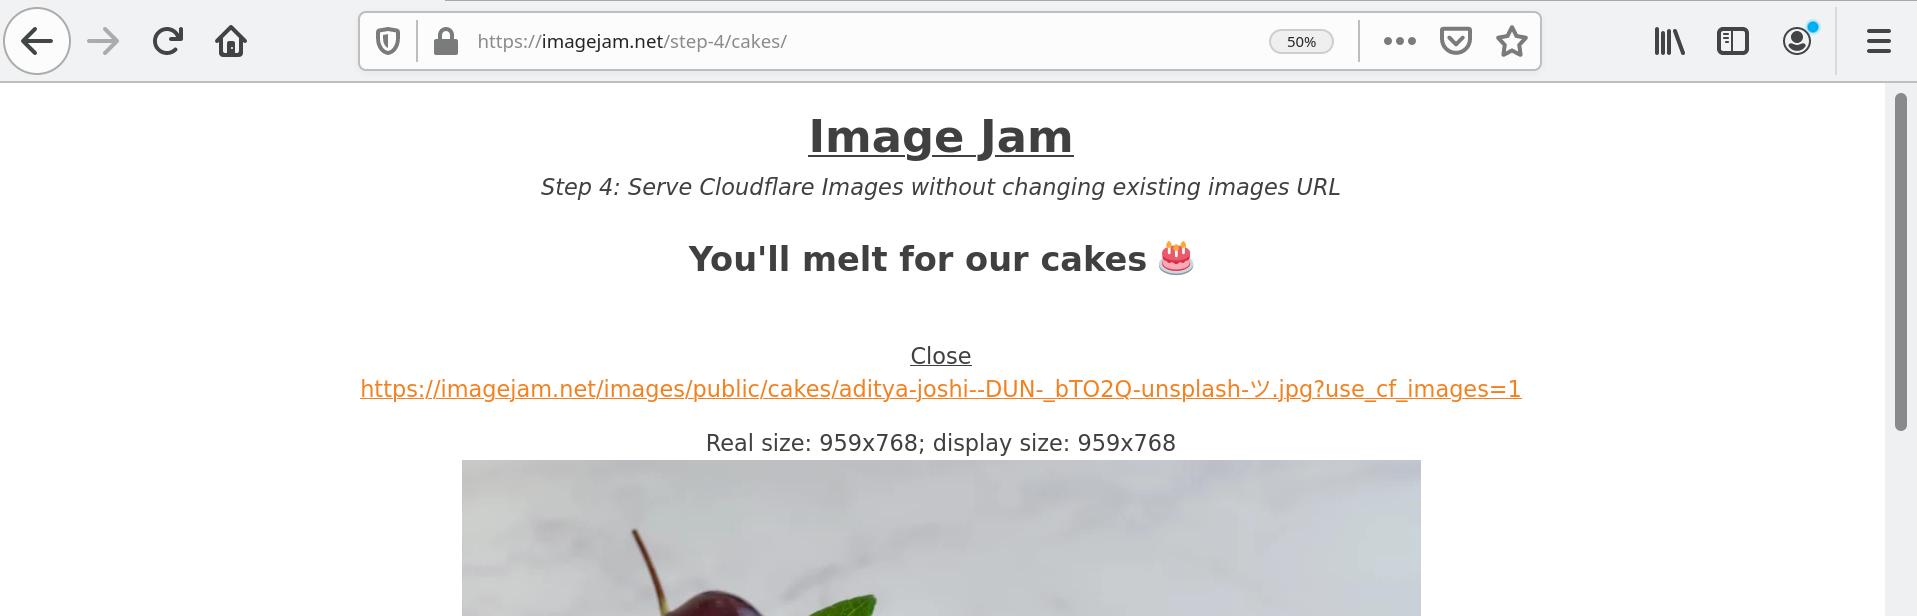 https://imagejam.net/step-4/cakes/
50%
Image Jam
Step 4: Serve Cloudflare Images without changing existing images URL
You'll melt for our cakes 🎂
Close
https://imagejam.net/images/public/cakes/aditya-joshi--DUN-_bTO2Q-unsplash-ツ.jpg?use_cf_images=1
Real size: 959x768; display size: 959x768